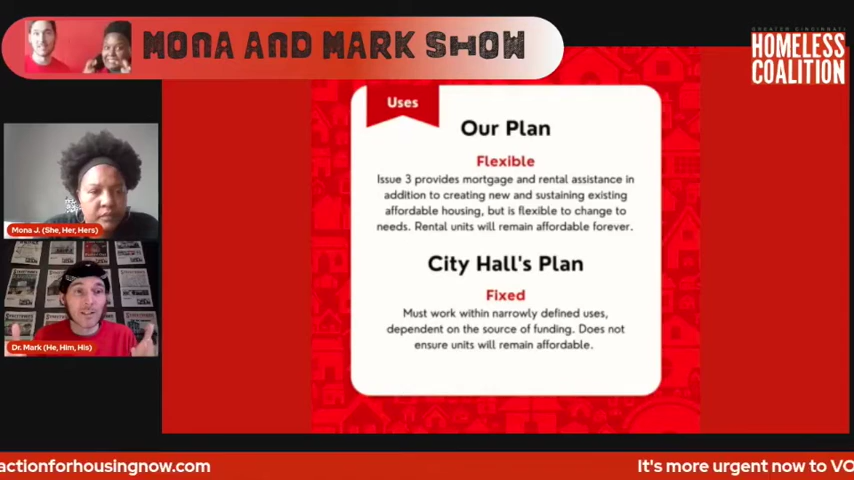 MONA AND MARK SHOW
GREATER CINCINNATI
HOMELESS
COALITION
Uses
Our Plan
Flexible
Issue 3 provides mortgage and rental assistance in
addition to creating new and sustaining existing
affordable housing, but is flexible to change to
needs. Rental units will remain affordable forever.
City Hall's Plan
Fixed
Must work within narrowly defined uses,
dependent on the source of funding. Does not
ensure units will remain affordable.
Mona J. (She, Her, Hers)
Dr. Mark (He, Him, His)
actionforhousingnow.com
It's more urgent now to VO